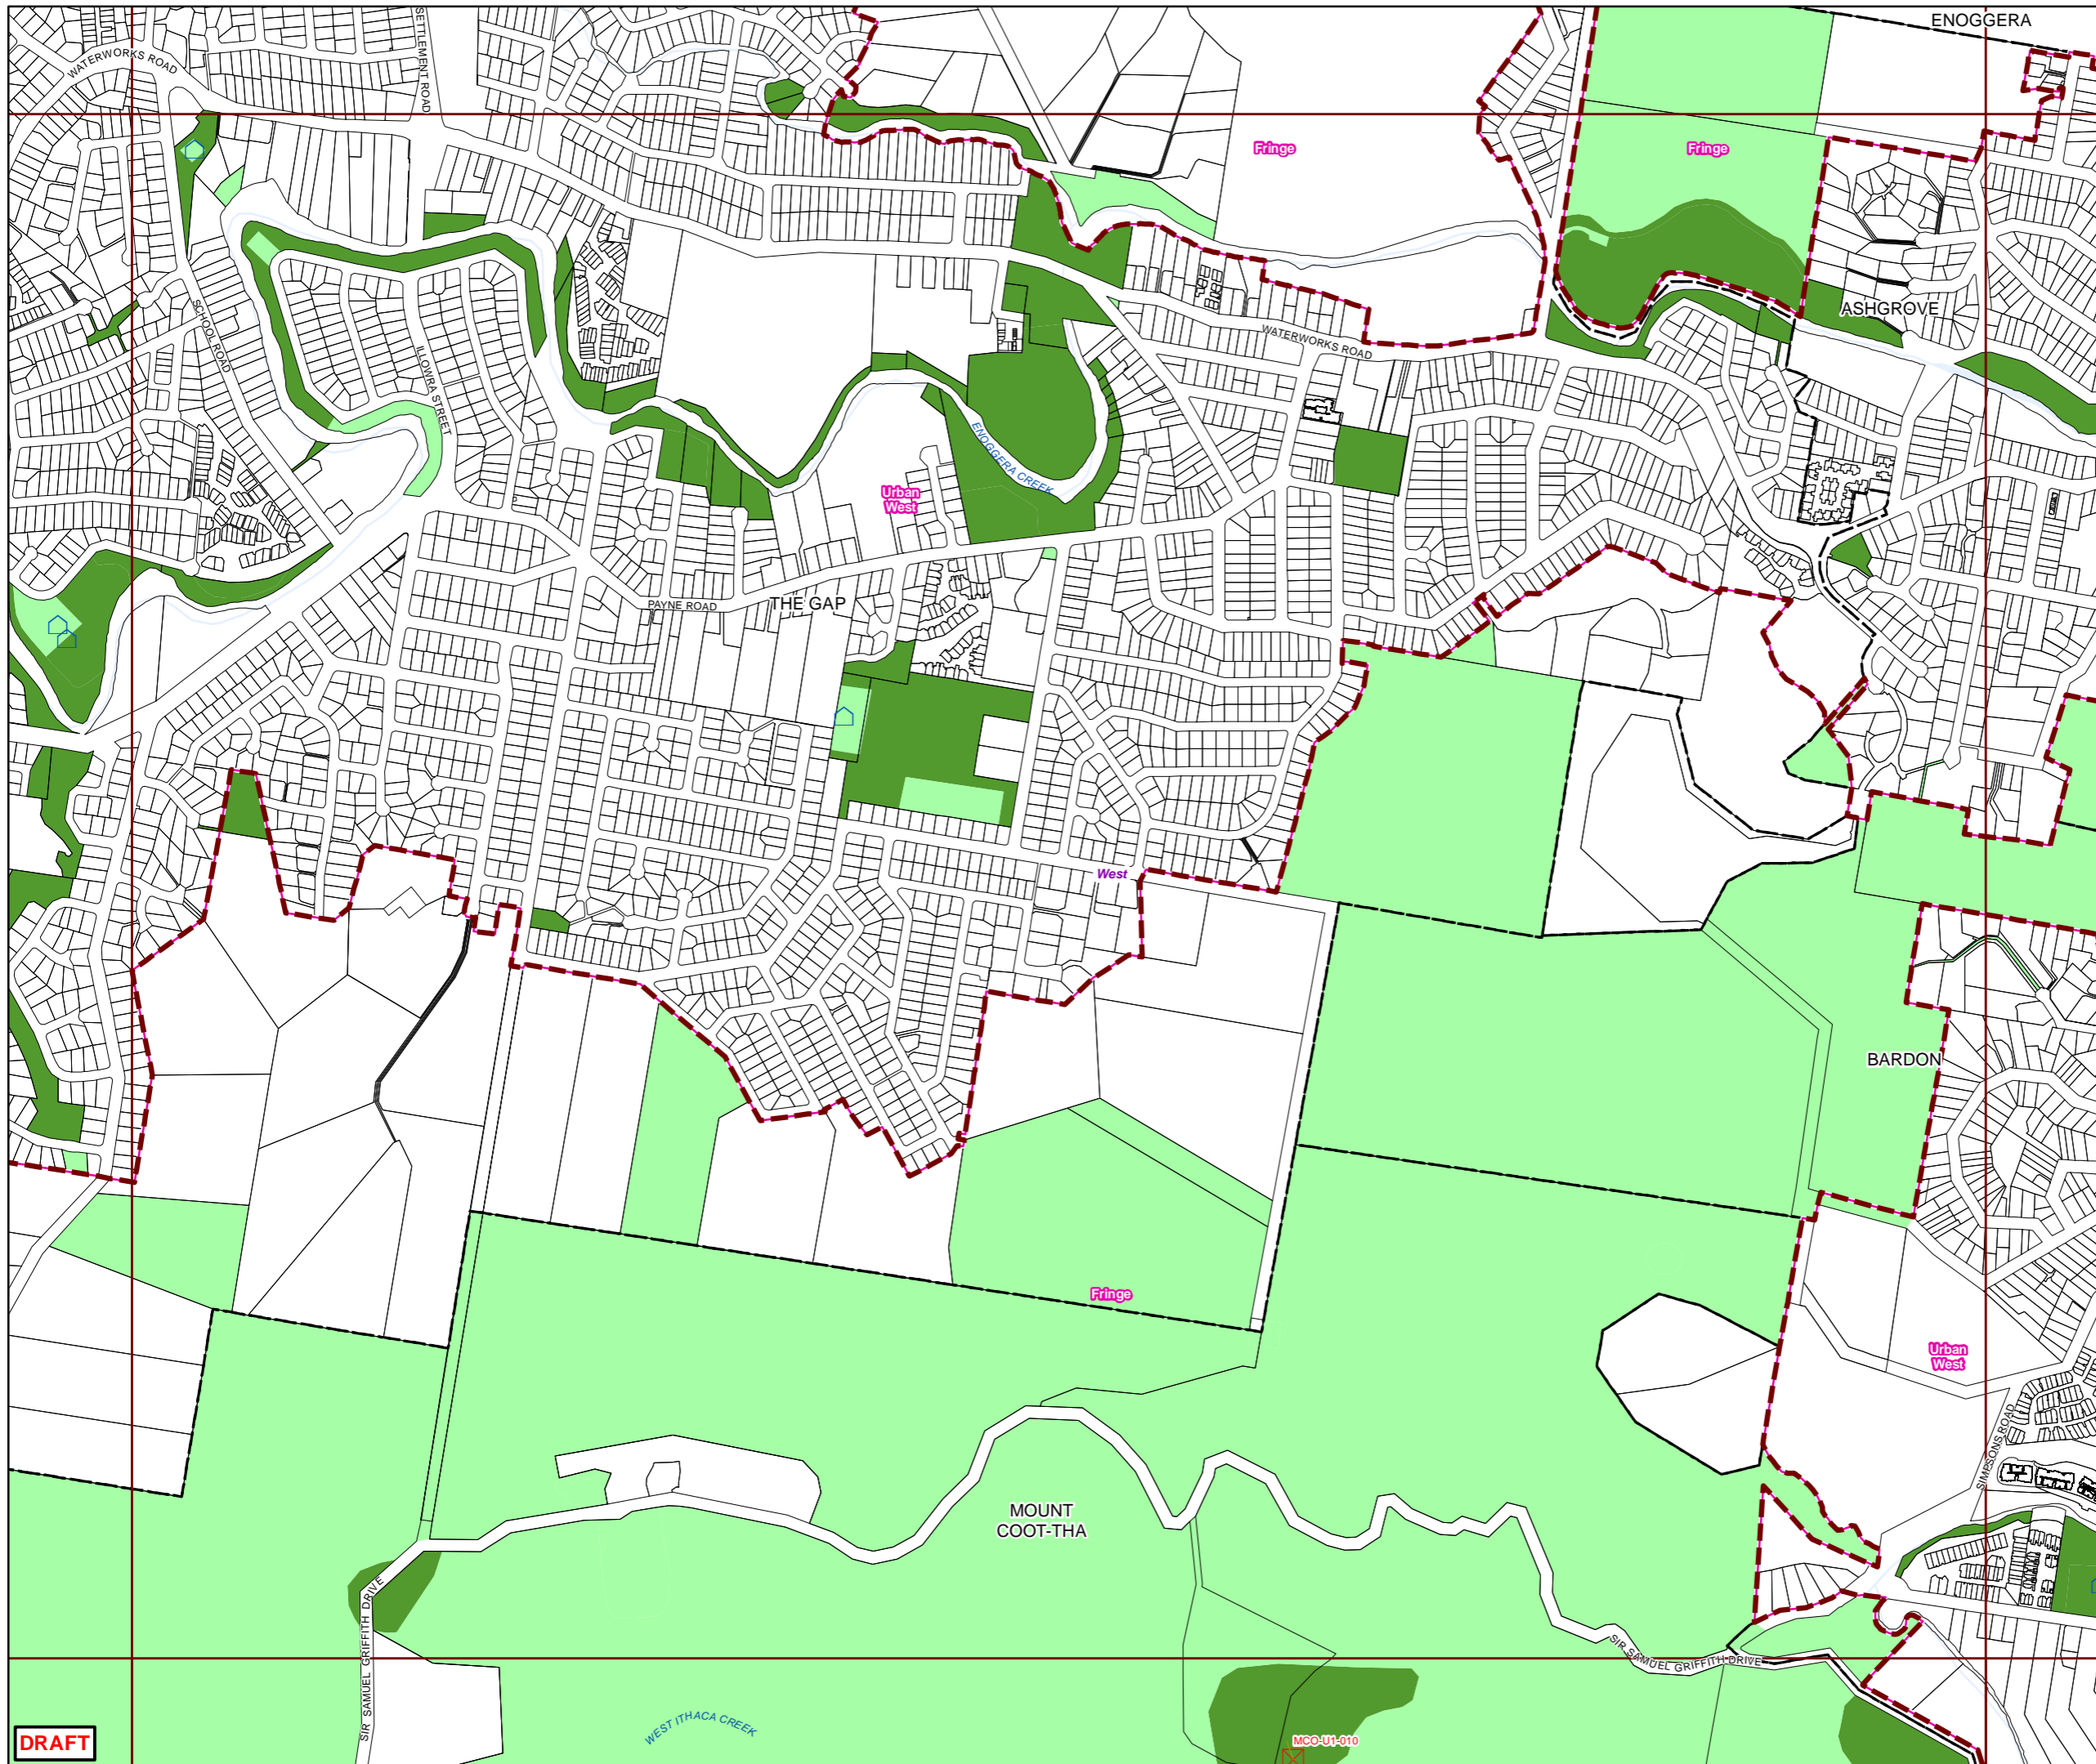 ENOGGERA
SETTLEMENT ROAD
WATERWORKS ROAD
Fringe
Fringe
ASHGROVE
SCHOOL ROAD
ILLOWRA STREET
WATERWORKS ROAD
ENOGGERA CREEK
Urban
West
PAYNE ROAD
THE GAP
West
BARDON
Fringe
Urban
West
SIMPSONS ROAD
MOUNT
COOT-THA
SIR SAMUEL GRIFFITH DRIVE
SIR SAMUEL GRIFFITH DRIVE
WEST ITHACA CREEK
MCO-U1-010
DRAFT